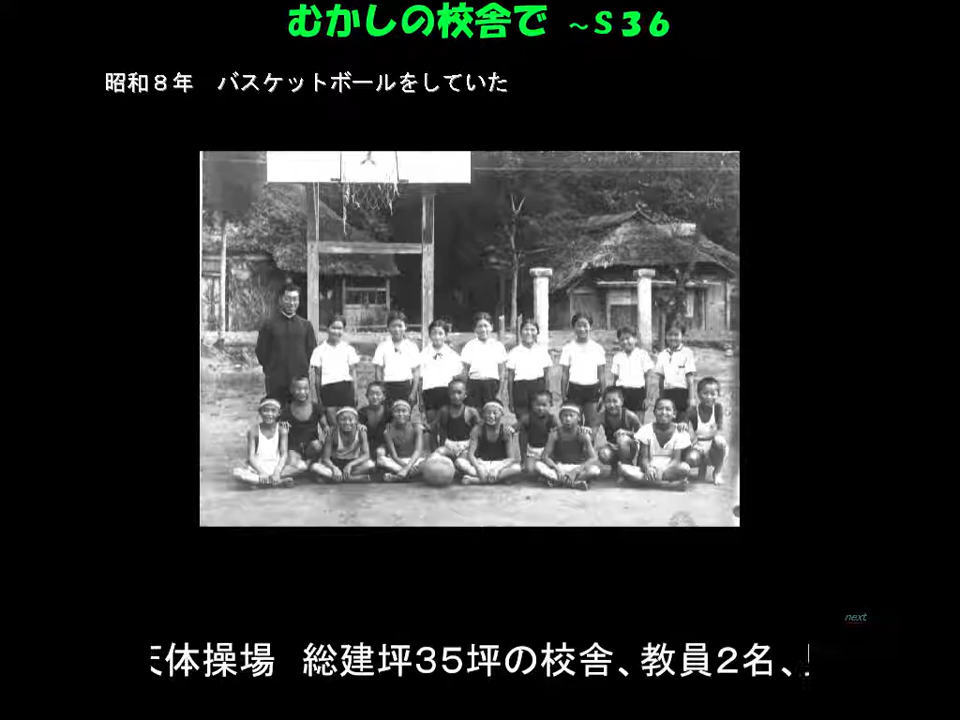 むかしの校舎で ~S36
昭和8年 バスケットボールをしていた
next
体操場 総建坪35坪の校舎、教員2名、